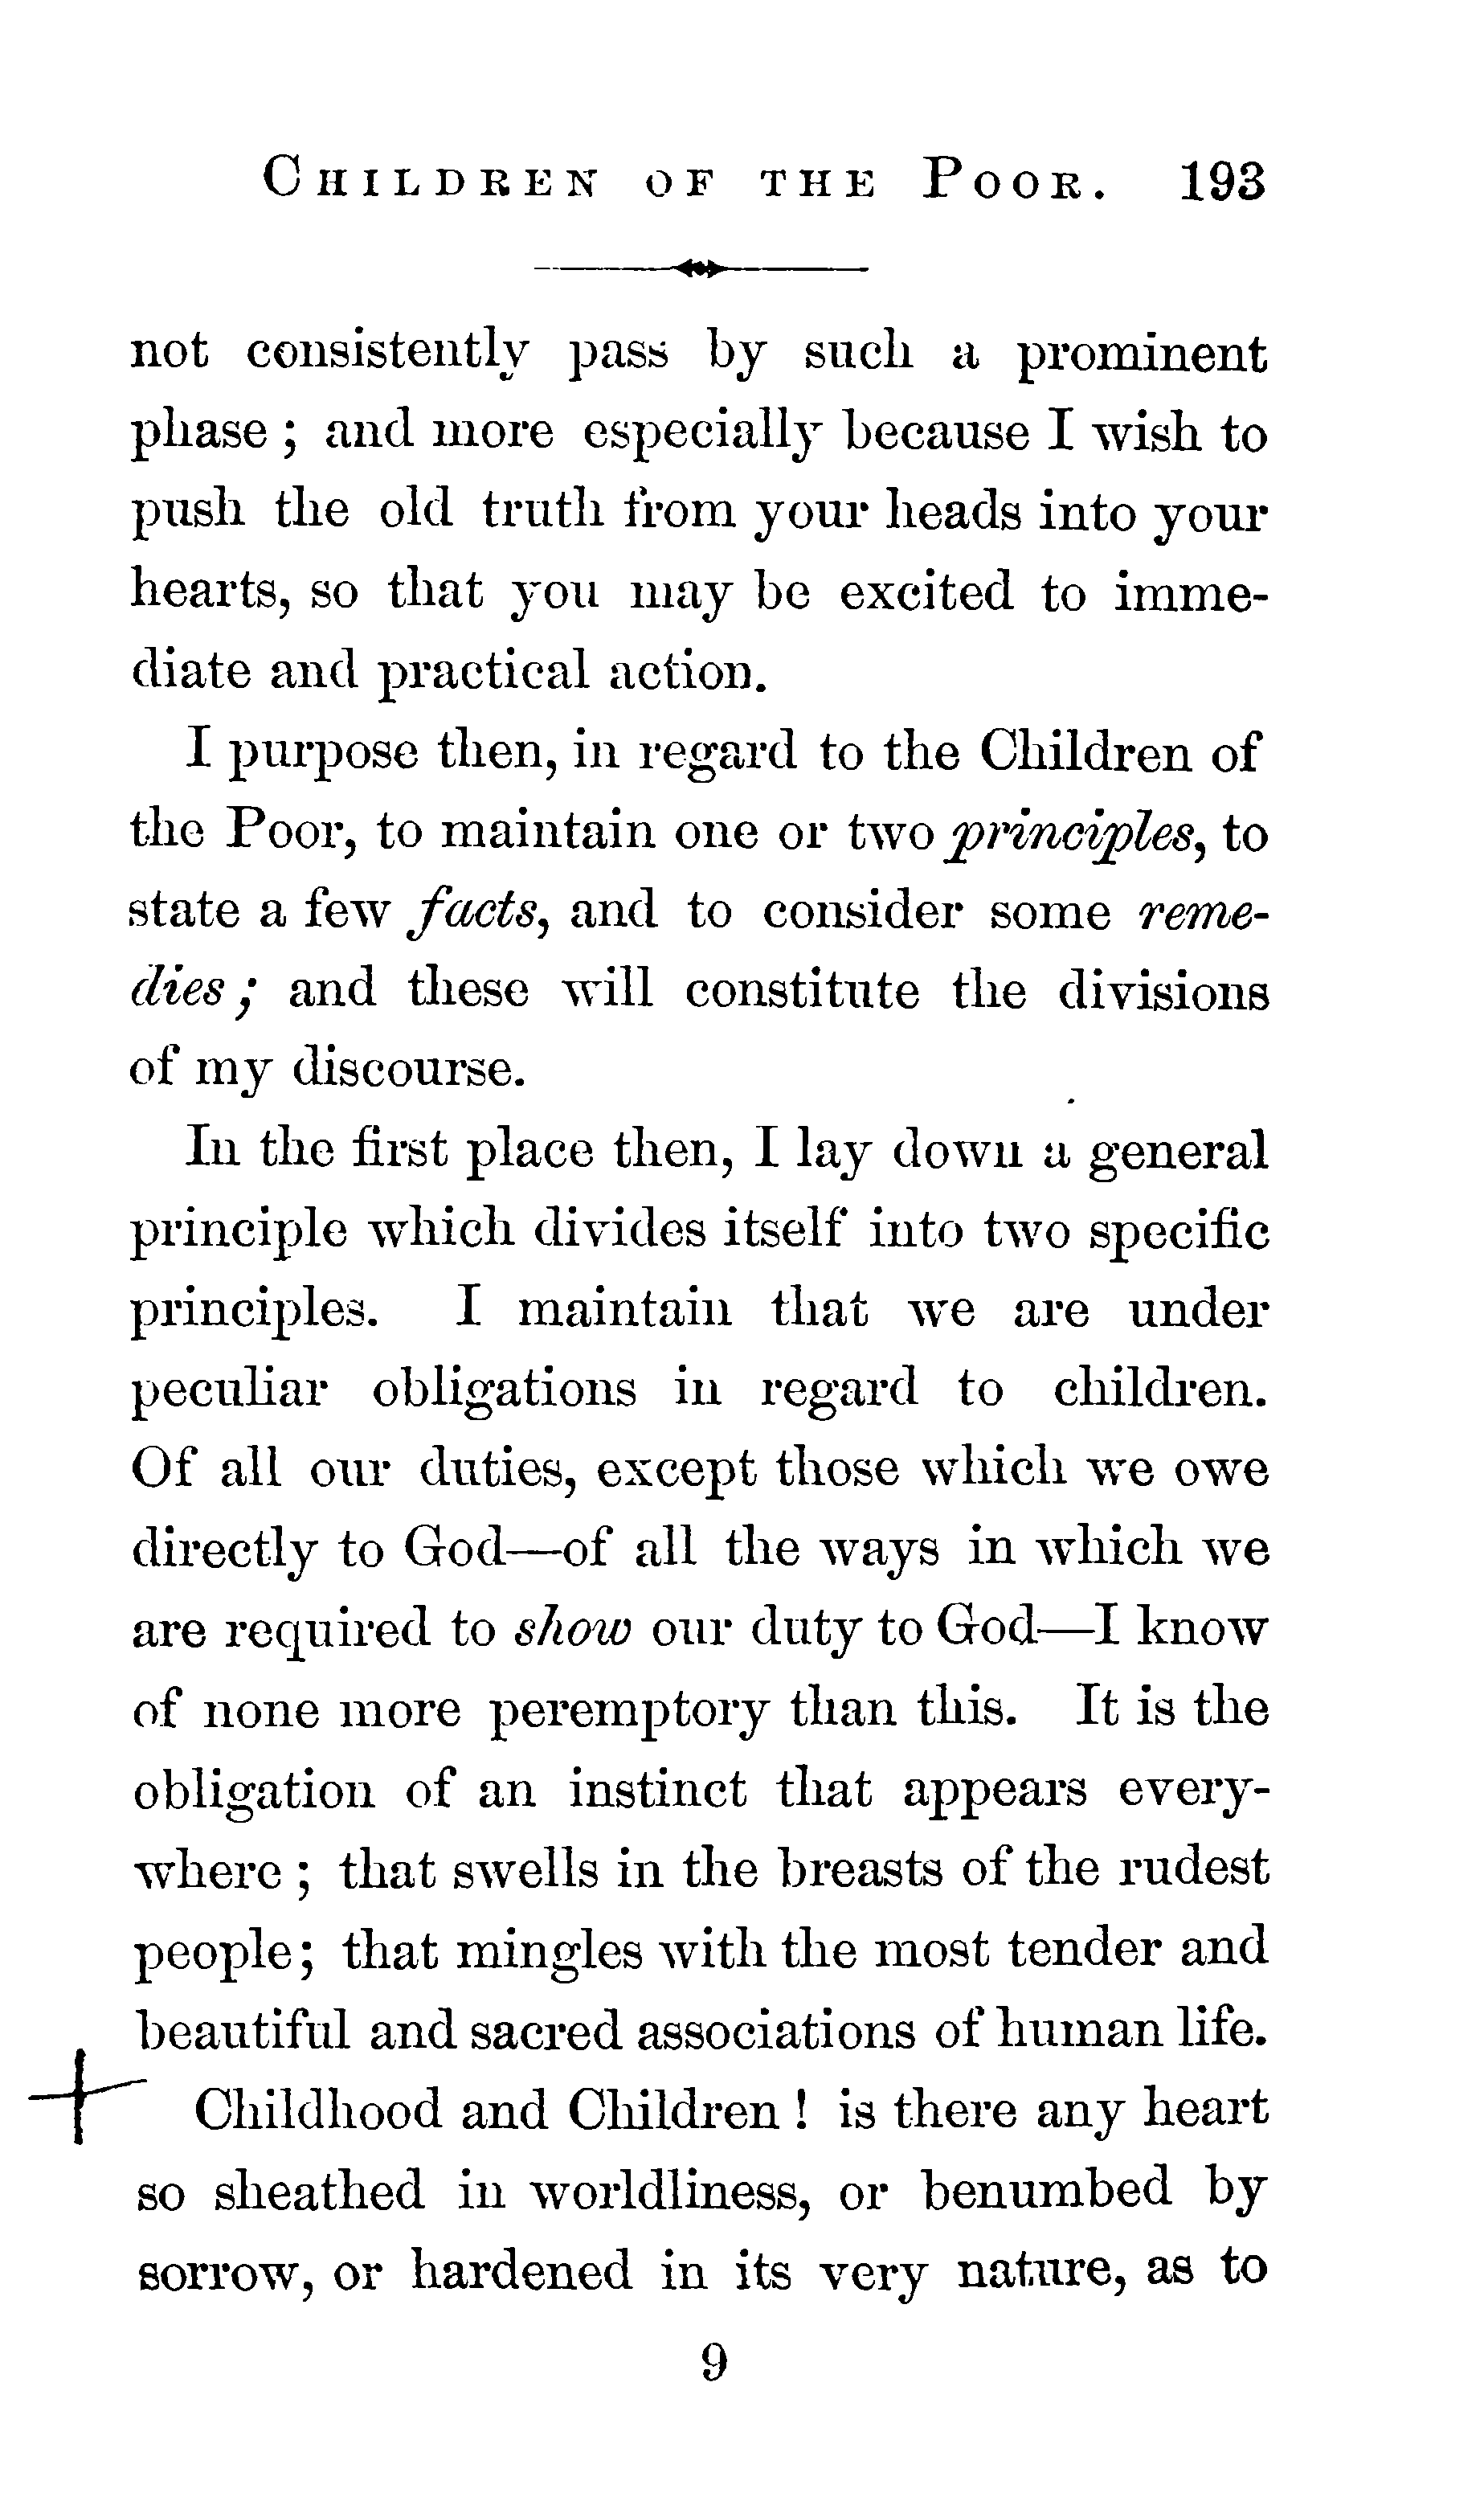 CHILDREN OF THE POOR. 193
not consistently pass by such a prominent
phase ; and more especially because I wish to
push the old truth from your heads into your
hearts, so that you may be excited to imme-
diate and practical action.
I purpose then, in regard to the Children of
the Poor, to maintain one or two principles, to
state a few facts, and to consider some reme-
dies ; and these will constitute the divisions
of my discourse.
In the first place then, I lay down a general
principle which divides itself into two specific
principles. I maintain that we are under
peculiar obligations in regard to children.
Of all our duties, except those which we owe
directly to God—of all the ways in which we
are required to show our duty to God—I know
of none more peremptory than this. It is the
obligation of an instinct that appears every-
where ; that swells in the breasts of the rudest
people; that mingles with the most tender and
beautiful and sacred associations of human life.
Childhood and Children ! is there any heart
so sheathed in worldliness, or benumbed by
sorrow, or hardened in its very nature, as to
9